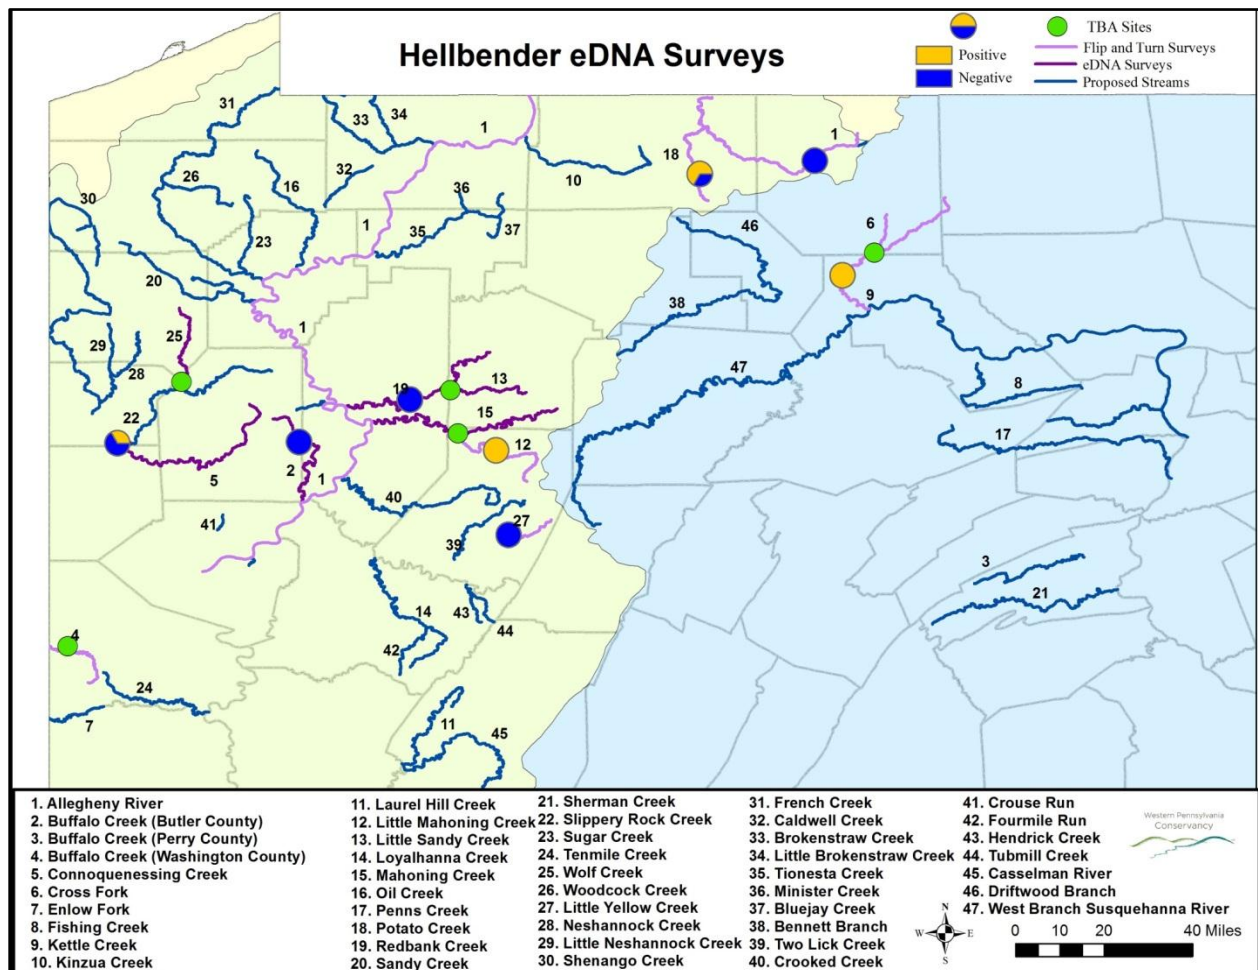 Hellbender eDNA Surveys
Positive
Negative
TBA Sites
Flip and Turn Surveys
eDNA Surveys
Proposed Streams
31
33
34
1
1
18
10
32
26
16
36
30
1
35
37
46
6
23
20
38
9
1
25
29
28
47
19
13
8
22
15
17
12
2
5
1
40
41
27
39
3
14
43
21
44
4
42
24
7
11
45
1. Allegheny River
2. Buffalo Creek (Butler County)
3. Buffalo Creek (Perry County)
4. Buffalo Creek (Washington County)
5. Connoquenessing Creek
6. Cross Fork
7. Enlow Fork
8. Fishing Creek
9. Kettle Creek
10. Kinzua Creek
11. Laurel Hill Creek
12. Little Mahoning Creek
13. Little Sandy Creek
14. Loyalhanna Creek
15. Mahoning Creek
16. Oil Creek
17. Penns Creek
18. Potato Creek
19. Redbank Creek
20. Sandy Creek
21. Sherman Creek
22. Slippery Rock Creek
23. Sugar Creek
24. Tenmile Creek
25. Wolf Creek
26. Woodcock Creek
27. Little Yellow Creek
28. Neshannock Creek
29. Little Neshannock Creek
30. Shenango Creek
31. French Creek
32. Caldwell Creek
33. Brokenstraw Creek
34. Little Brokenstraw Creek
35. Tionesta Creek
36. Minister Creek
37. Bluejay Creek
38. Bennett Branch
39. Two Lick Creek
40. Crooked Creek
41. Crouse Run
42. Fourmile Run
43. Hendrick Creek
44. Tubmill Creek
45. Casselman River
46. Driftwood Branch
47. West Branch Susquehanna River
Western Pennsylvania
Conservancy
N
W E
S
0 10 20 40 Miles